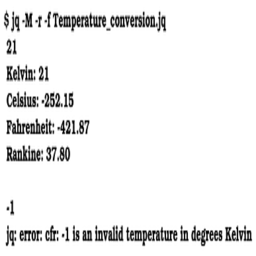 $ jq -M -r -f Temperature_conversion.jq
21
Kelvin: 21
Celsius: -252.15
Fahrenheit: -421.87
Rankine: 37.80
-1
jq: error: cfr: -1 is an invalid temperature in degrees Kelvin